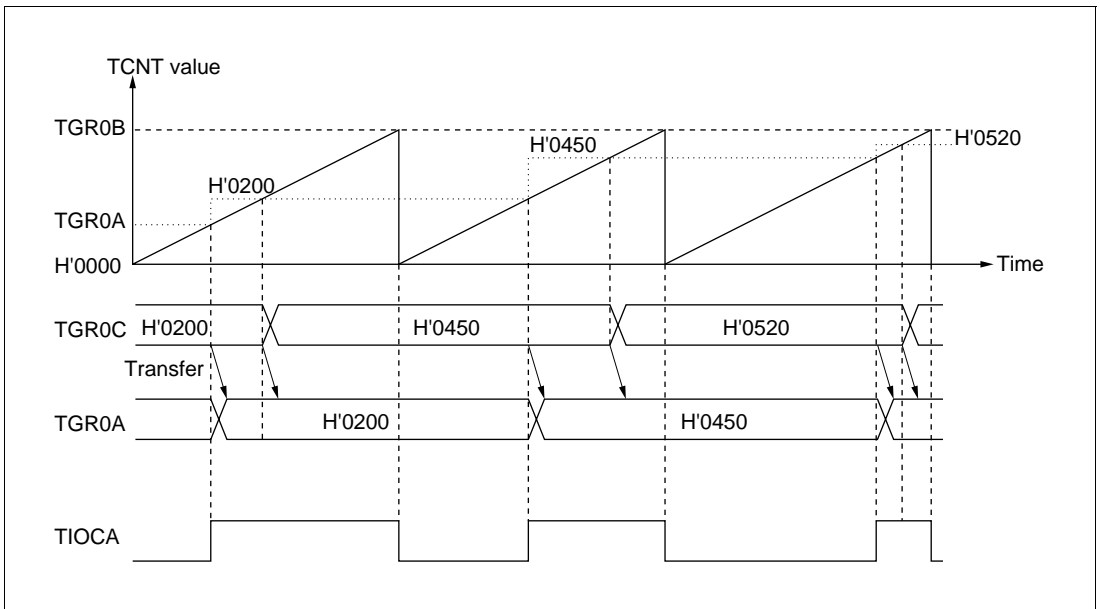 TCNT value
TGR0B
H'0520
H'0450
H'0200
TGR0A
H'0000
Time
TGR0C H'0200 H'0450 H'0520
Transfer
TGR0A H'0200 H'0450
TIOCA